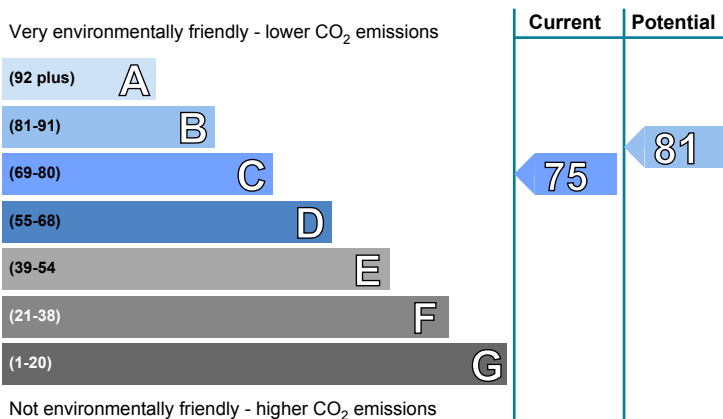 Very environmentally friendly - lower CO₂ emissions
Current
Potential
(92 plus) A
(81-91) B
(69-80) C
(55-68) D
(39-54 E
(21-38) F
(1-20) G
75
81
Not environmentally friendly - higher CO₂ emissions